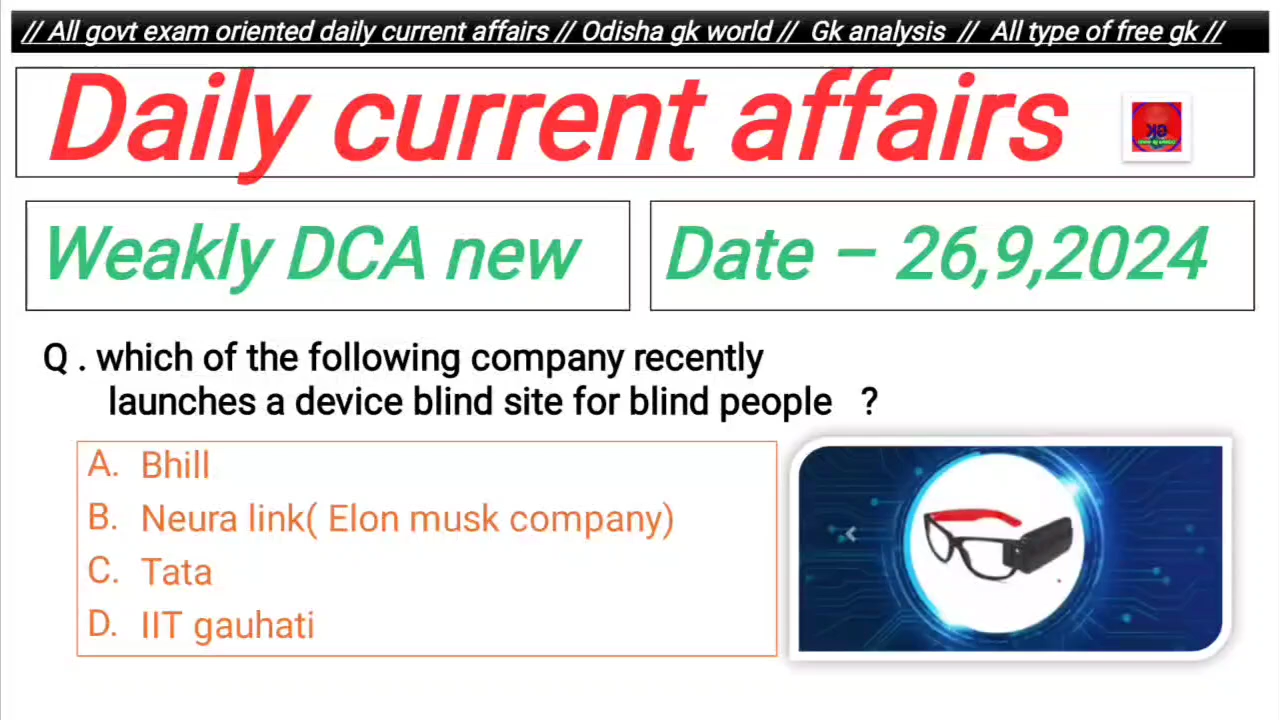 // All govt exam oriented daily current affairs // Odisha gk world // Gk analysis // All type of free gk //
Daily current affairs
Weakly DCA new
Date – 26,9,2024
Q . which of the following company recently
launches a device blind site for blind people ?
A. Bhill
B. Neura link( Elon musk company)
C. Tata
D. IIT gauhati